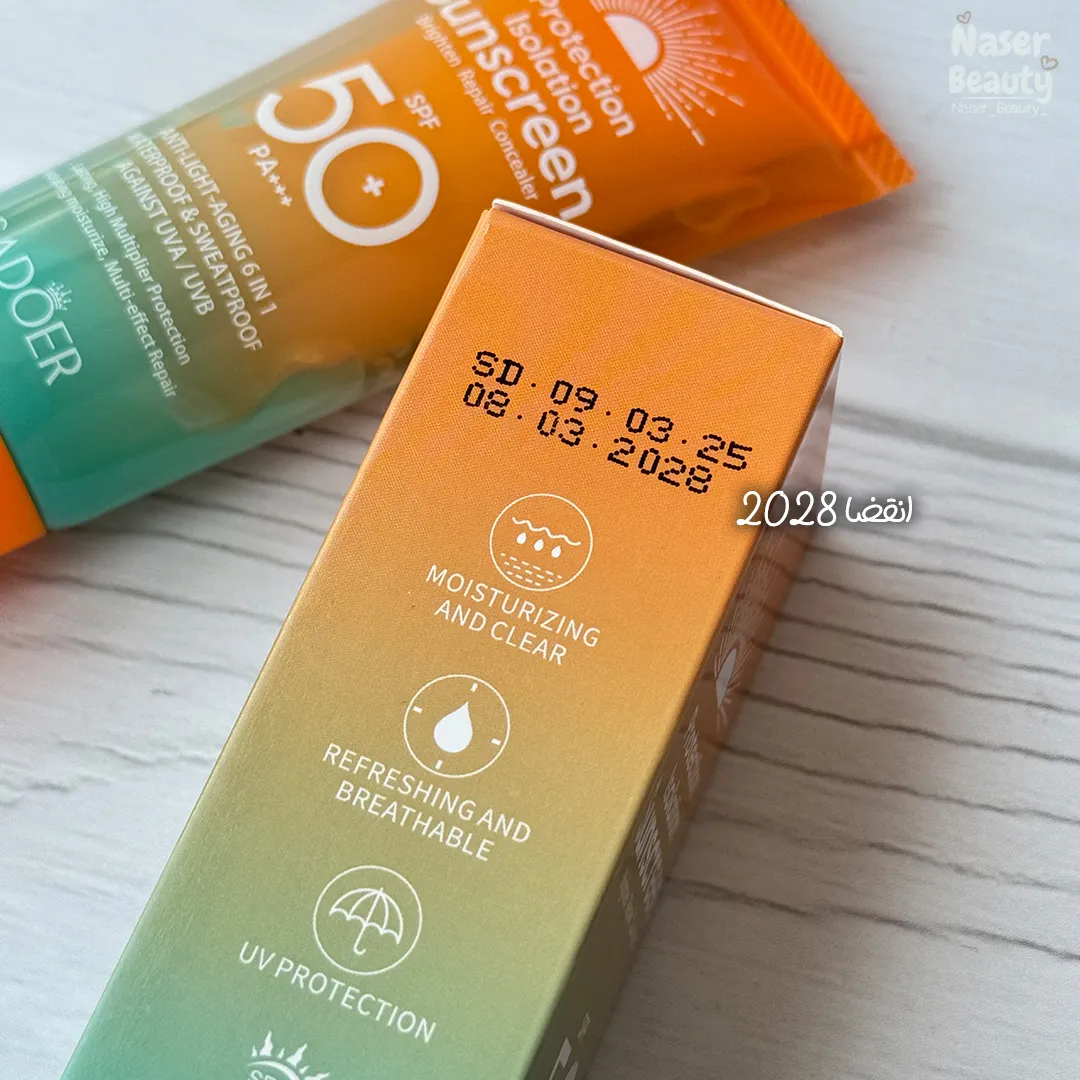 Naser
Beauty
Naser_Beauty_
Protection
Isolation
Sunscreen
Brighten Repair Concealer
SPF
50+
PA+++
ANTI-LIGHT-AGING 6 IN 1
WATERPROOF & SWEATPROOF
AGAINST UVA / UVB
High Multiplier Protection
moisturize, Multi-effect Repair
SADOER
SD.09.03.25
08.03.2028
انقضا 2028
MOISTURIZING
AND CLEAR
REFRESHING AND
BREATHABLE
UV PROTECTION